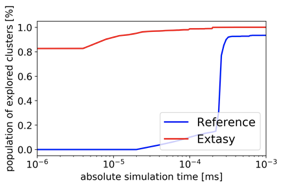 population of explored clusters [%]
1.0
0.8
0.6
0.4
0.2
0.0
Reference
Extasy
10⁻⁶
10⁻⁵
10⁻⁴
10⁻³
absolute simulation time [ms]